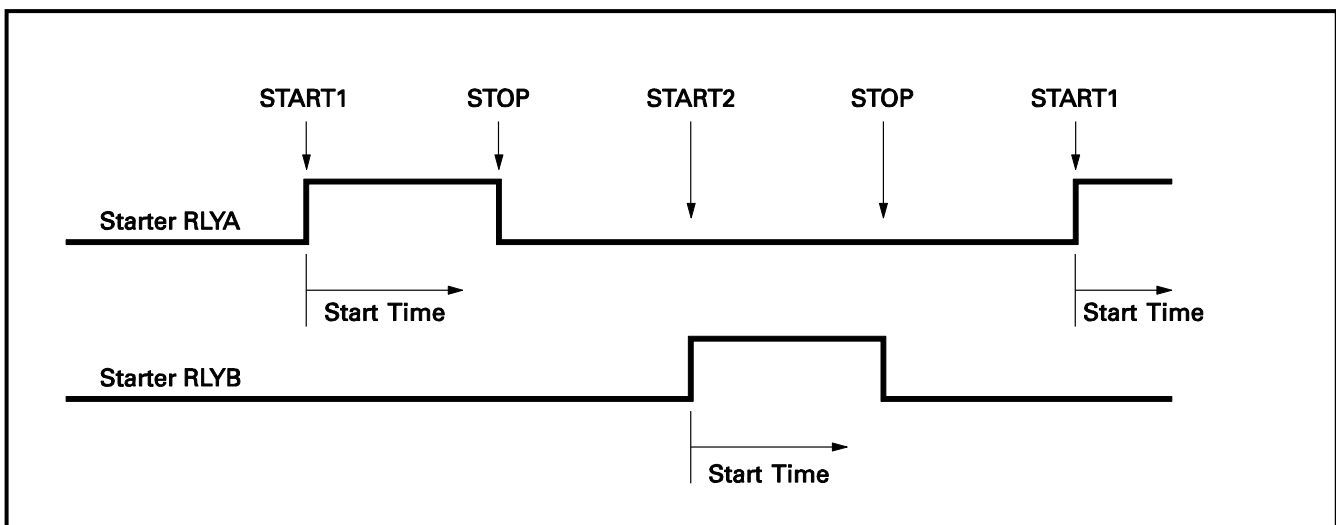 START1 STOP START2 STOP START1
Starter RLYA
Start Time Start Time
Starter RLYB
Start Time